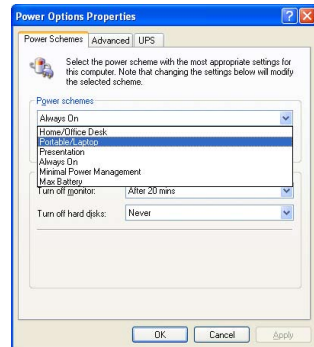 Power Options Properties
Power Schemes Advanced UPS
Select the power scheme with the most appropriate settings for
this computer. Note that changing the settings below will modify
the selected scheme.
Power schemes
Always On
Home/Office Desk
Portable/Laptop
Presentation
Always On
Minimal Power Management
Max Battery
Turn off monitor: After 20 mins
Turn off hard disks: Never
OK Cancel Apply